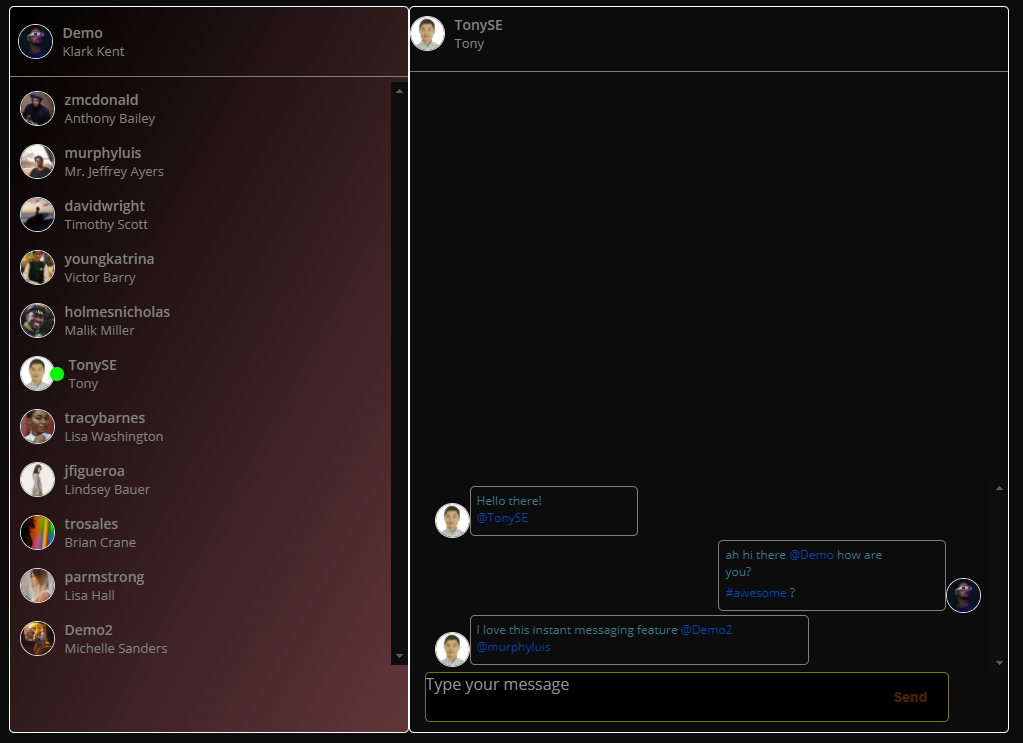 Demo
Klark Kent
zmcdonald
Anthony Bailey
murphyluis
Mr. Jeffrey Ayers
davidwright
Timothy Scott
youngkatrina
Victor Barry
holmesnicholas
Malik Miller
TonySE
Tony
tracybarnes
Lisa Washington
jfigueroa
Lindsey Bauer
trosales
Brian Crane
parmstrong
Lisa Hall
Demo2
Michelle Sanders
TonySE
Tony
Hello there!
@TonySE
ah hi there @Demo how are
you?
#awesome ?
I love this instant messaging feature @Demo2
@murphyluis
Type your message
Send